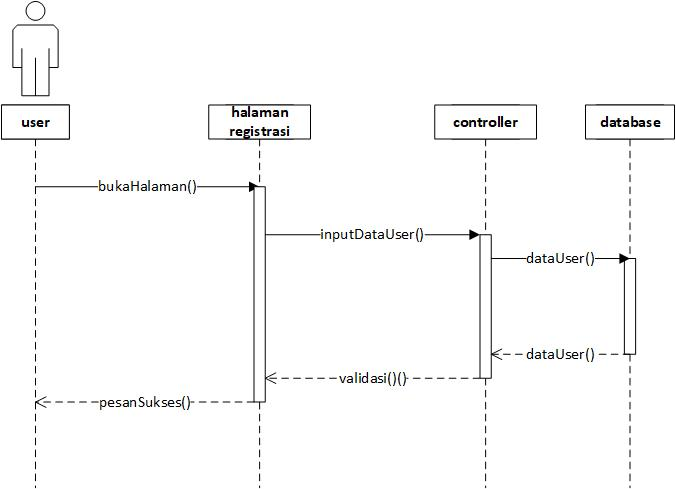 user
halaman
registrasi
controller
database
bukaHalaman()
inputDataUser()
dataUser()
dataUser()
validasi()()
pesanSukses()